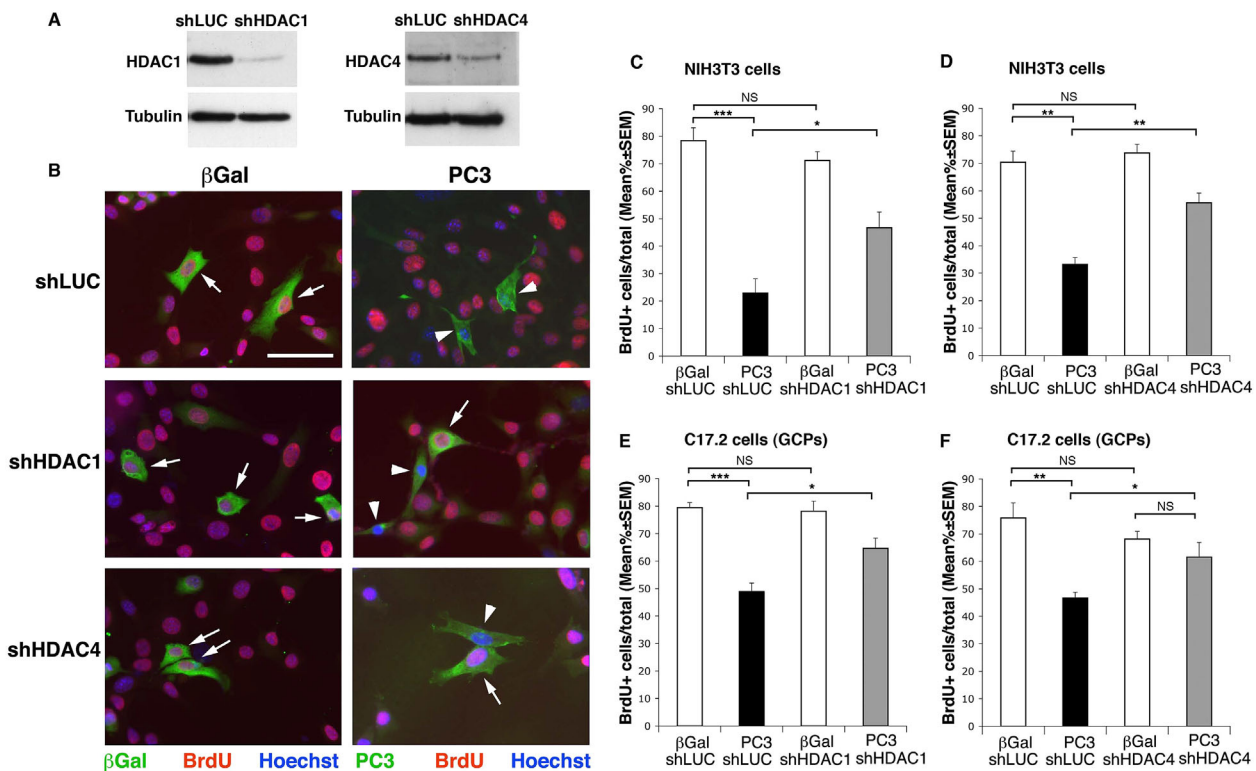 A
shLUC shHDAC1
HDAC1
Tubulin
shLUC shHDAC4
HDAC4
Tubulin
B
βGal PC3
shLUC
shHDAC1
shHDAC4
βGal BrdU Hoechst PC3 BrdU Hoechst
C
NIH3T3 cells
BrdU+ cells/total (Mean%±SEM)
90
80
70
60
50
40
30
20
10
0
NS
***
*
βGal PC3 βGal PC3
shLUC shLUC shHDAC1 shHDAC1
D
NIH3T3 cells
BrdU+ cells/total (Mean%±SEM)
90
80
70
60
50
40
30
20
10
0
NS
**
**
βGal PC3 βGal PC3
shLUC shLUC shHDAC4 shHDAC4
E
C17.2 cells (GCPs)
BrdU+ cells/total (Mean%±SEM)
90
80
70
60
50
40
30
20
10
0
NS
***
*
βGal PC3 βGal PC3
shLUC shLUC shHDAC1 shHDAC1
F
C17.2 cells (GCPs)
BrdU+ cells/total (Mean%±SEM)
90
80
70
60
50
40
30
20
10
0
NS
**
*
NS
βGal PC3 βGal PC3
shLUC shLUC shHDAC4 shHDAC4